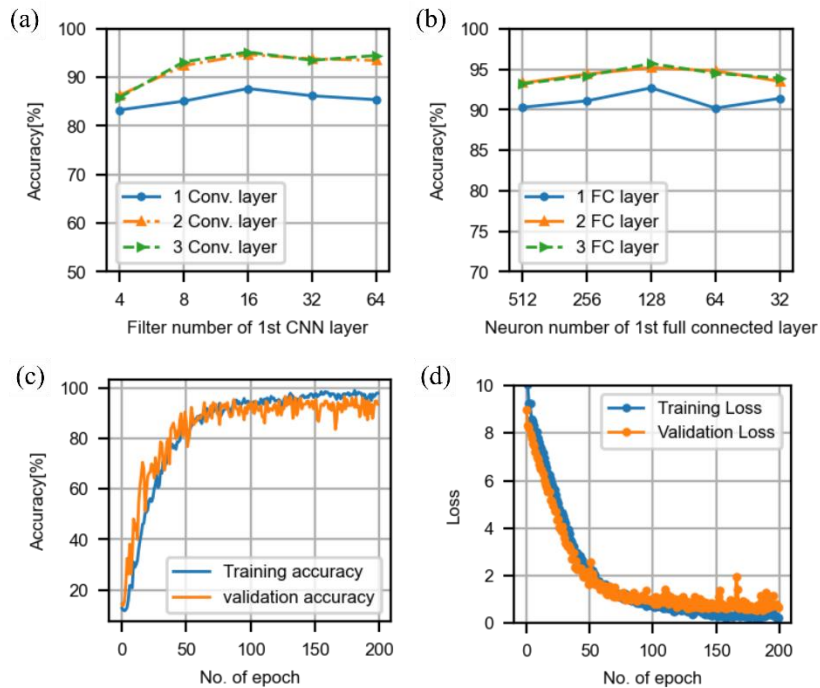 (a)
100
90
80
70
60
50
Accuracy[%]
1 Conv. layer
2 Conv. layer
3 Conv. layer
4 8 16 32 64
Filter number of 1st CNN layer
(b)
100
95
90
85
80
75
70
Accuracy[%]
1 FC layer
2 FC layer
3 FC layer
512 256 128 64 32
Neuron number of 1st full connected layer
(c)
100
80
60
40
20
Accuracy[%]
Training accuracy
validation accuracy
0 50 100 150 200
No. of epoch
(d)
10
8
6
4
2
0
Loss
Training Loss
Validation Loss
0 50 100 150 200
No. of epoch